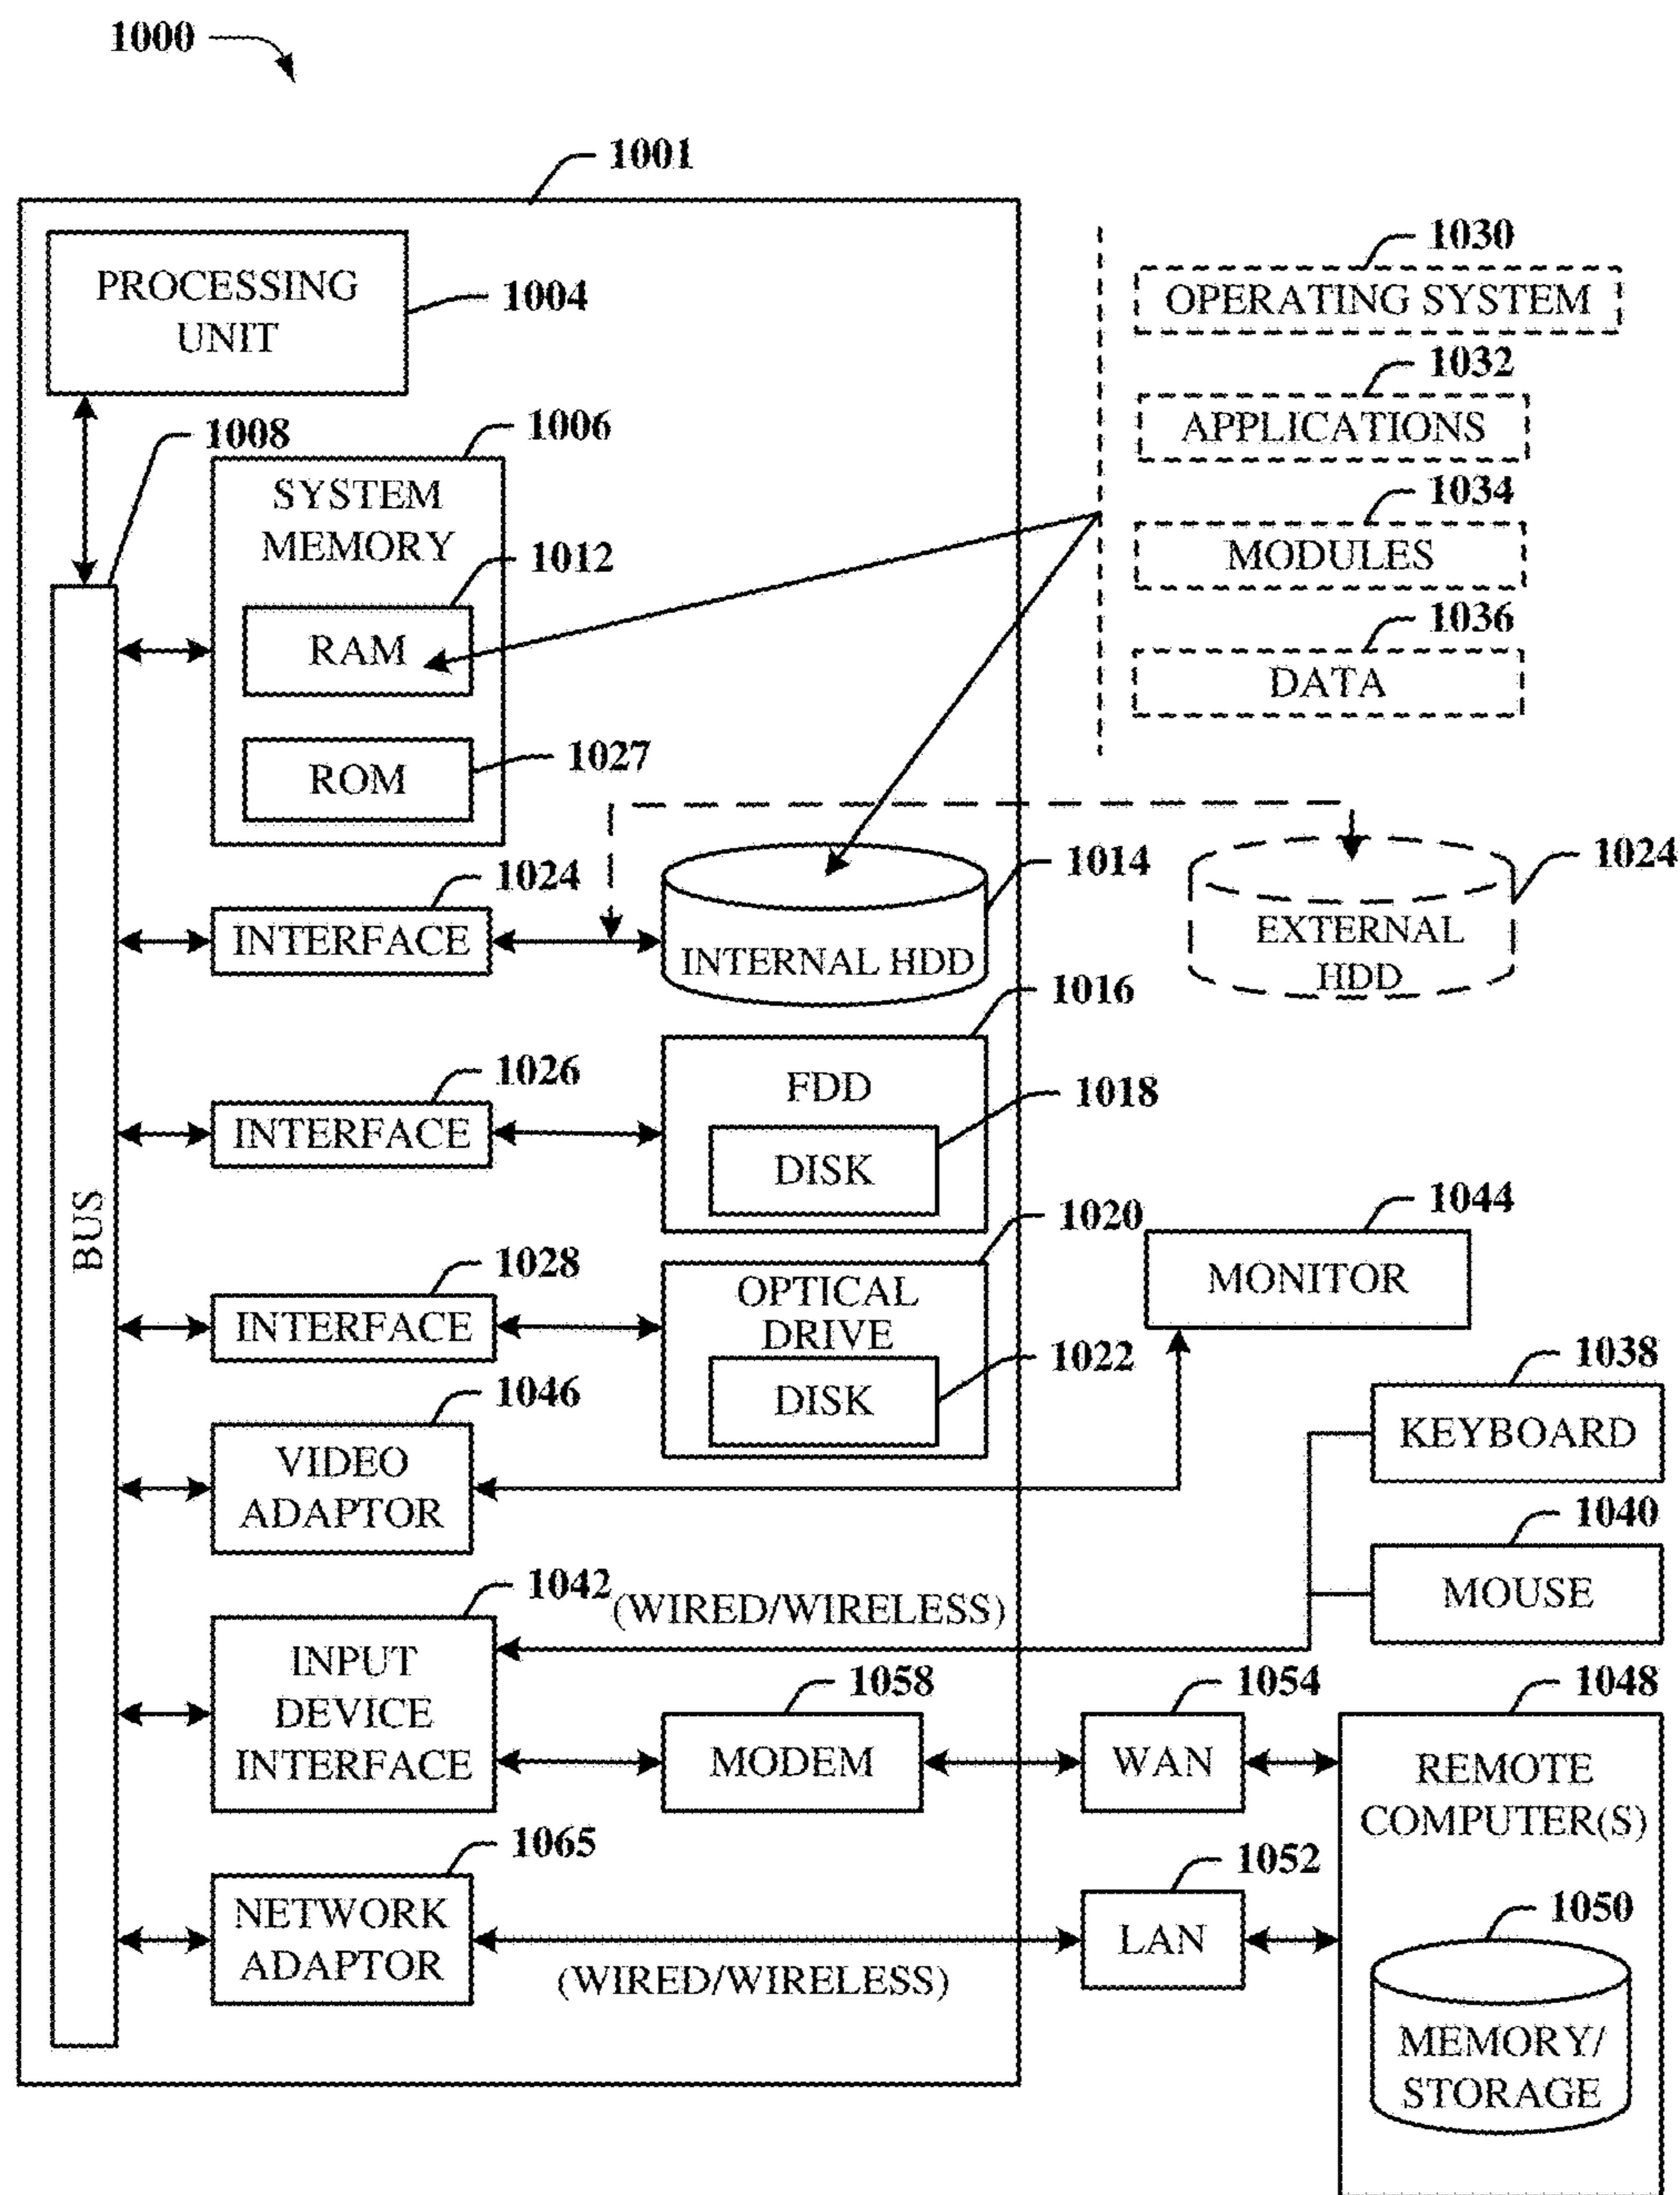 1000
1001
PROCESSING
UNIT
1004
1030
OPERATING SYSTEM
1032
APPLICATIONS
1034
MODULES
1036
DATA
1008
1006
SYSTEM
MEMORY
1012
RAM
1027
ROM
BUS
1024
INTERFACE
1014
INTERNAL HDD
1024
EXTERNAL
HDD
1026
INTERFACE
1016
FDD
1018
DISK
1028
INTERFACE
1020
OPTICAL
DRIVE
1022
DISK
1044
MONITOR
1046
VIDEO
ADAPTOR
1038
KEYBOARD
1040
MOUSE
1042
(WIRED/WIRELESS)
INPUT
DEVICE
INTERFACE
1058
MODEM
1054
WAN
1048
REMOTE
COMPUTER(S)
1065
NETWORK
ADAPTOR
(WIRED/WIRELESS)
1052
LAN
1050
MEMORY/
STORAGE